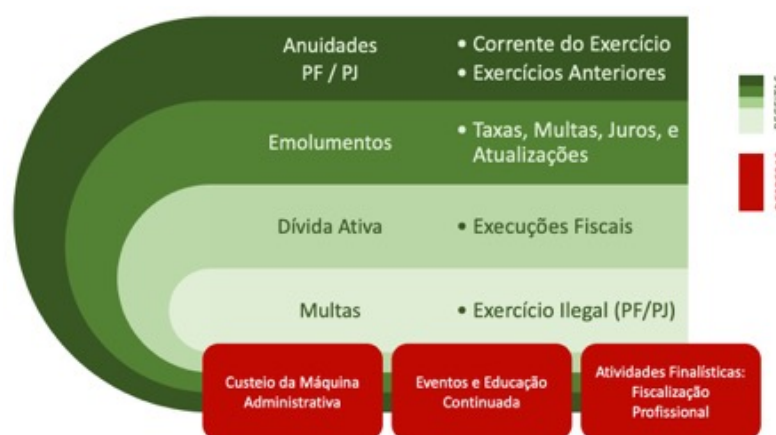 Anuidades
PF / PJ
• Corrente do Exercício
• Exercícios Anteriores
Emolumentos
• Taxas, Multas, Juros, e
Atualizações
Dívida Ativa
• Execuções Fiscais
Multas
• Exercício Ilegal (PF/PJ)
Custeio da Máquina
Administrativa
Eventos e Educação
Continuada
Atividades Finalísticas:
Fiscalização
Profissional